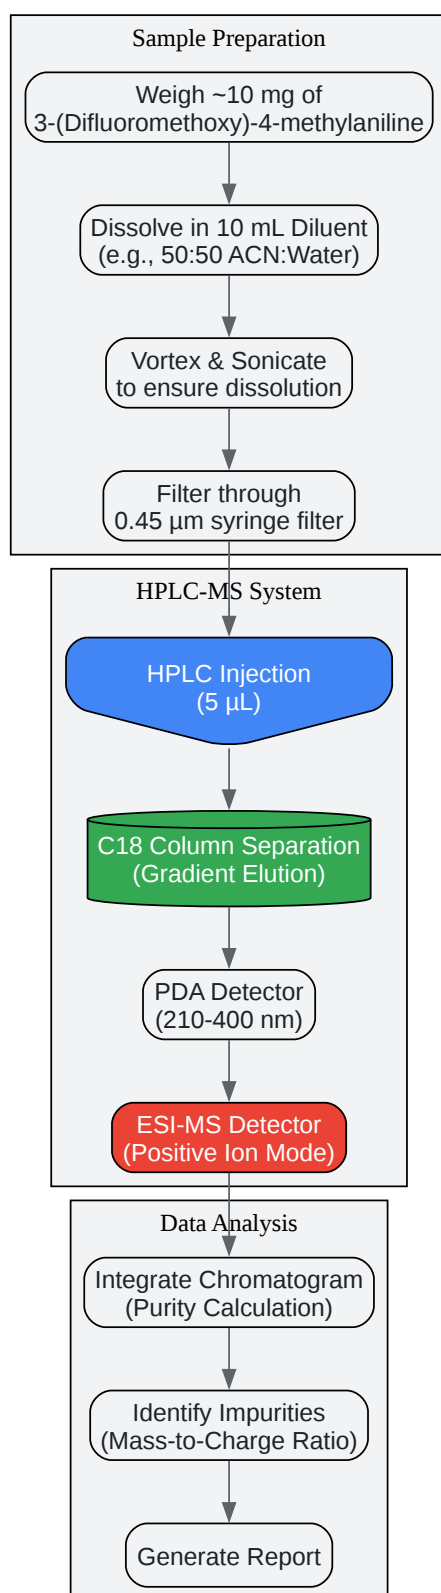 Sample Preparation
Weigh ~10 mg of
3-(Difluoromethoxy)-4-methylaniline
Dissolve in 10 mL Diluent
(e.g., 50:50 ACN:Water)
Vortex & Sonicate
to ensure dissolution
Filter through
0.45 µm syringe filter
HPLC-MS System
HPLC Injection
(5 µL)
C18 Column Separation
(Gradient Elution)
PDA Detector
(210-400 nm)
ESI-MS Detector
(Positive Ion Mode)
Data Analysis
Integrate Chromatogram
(Purity Calculation)
Identify Impurities
(Mass-to-Charge Ratio)
Generate Report